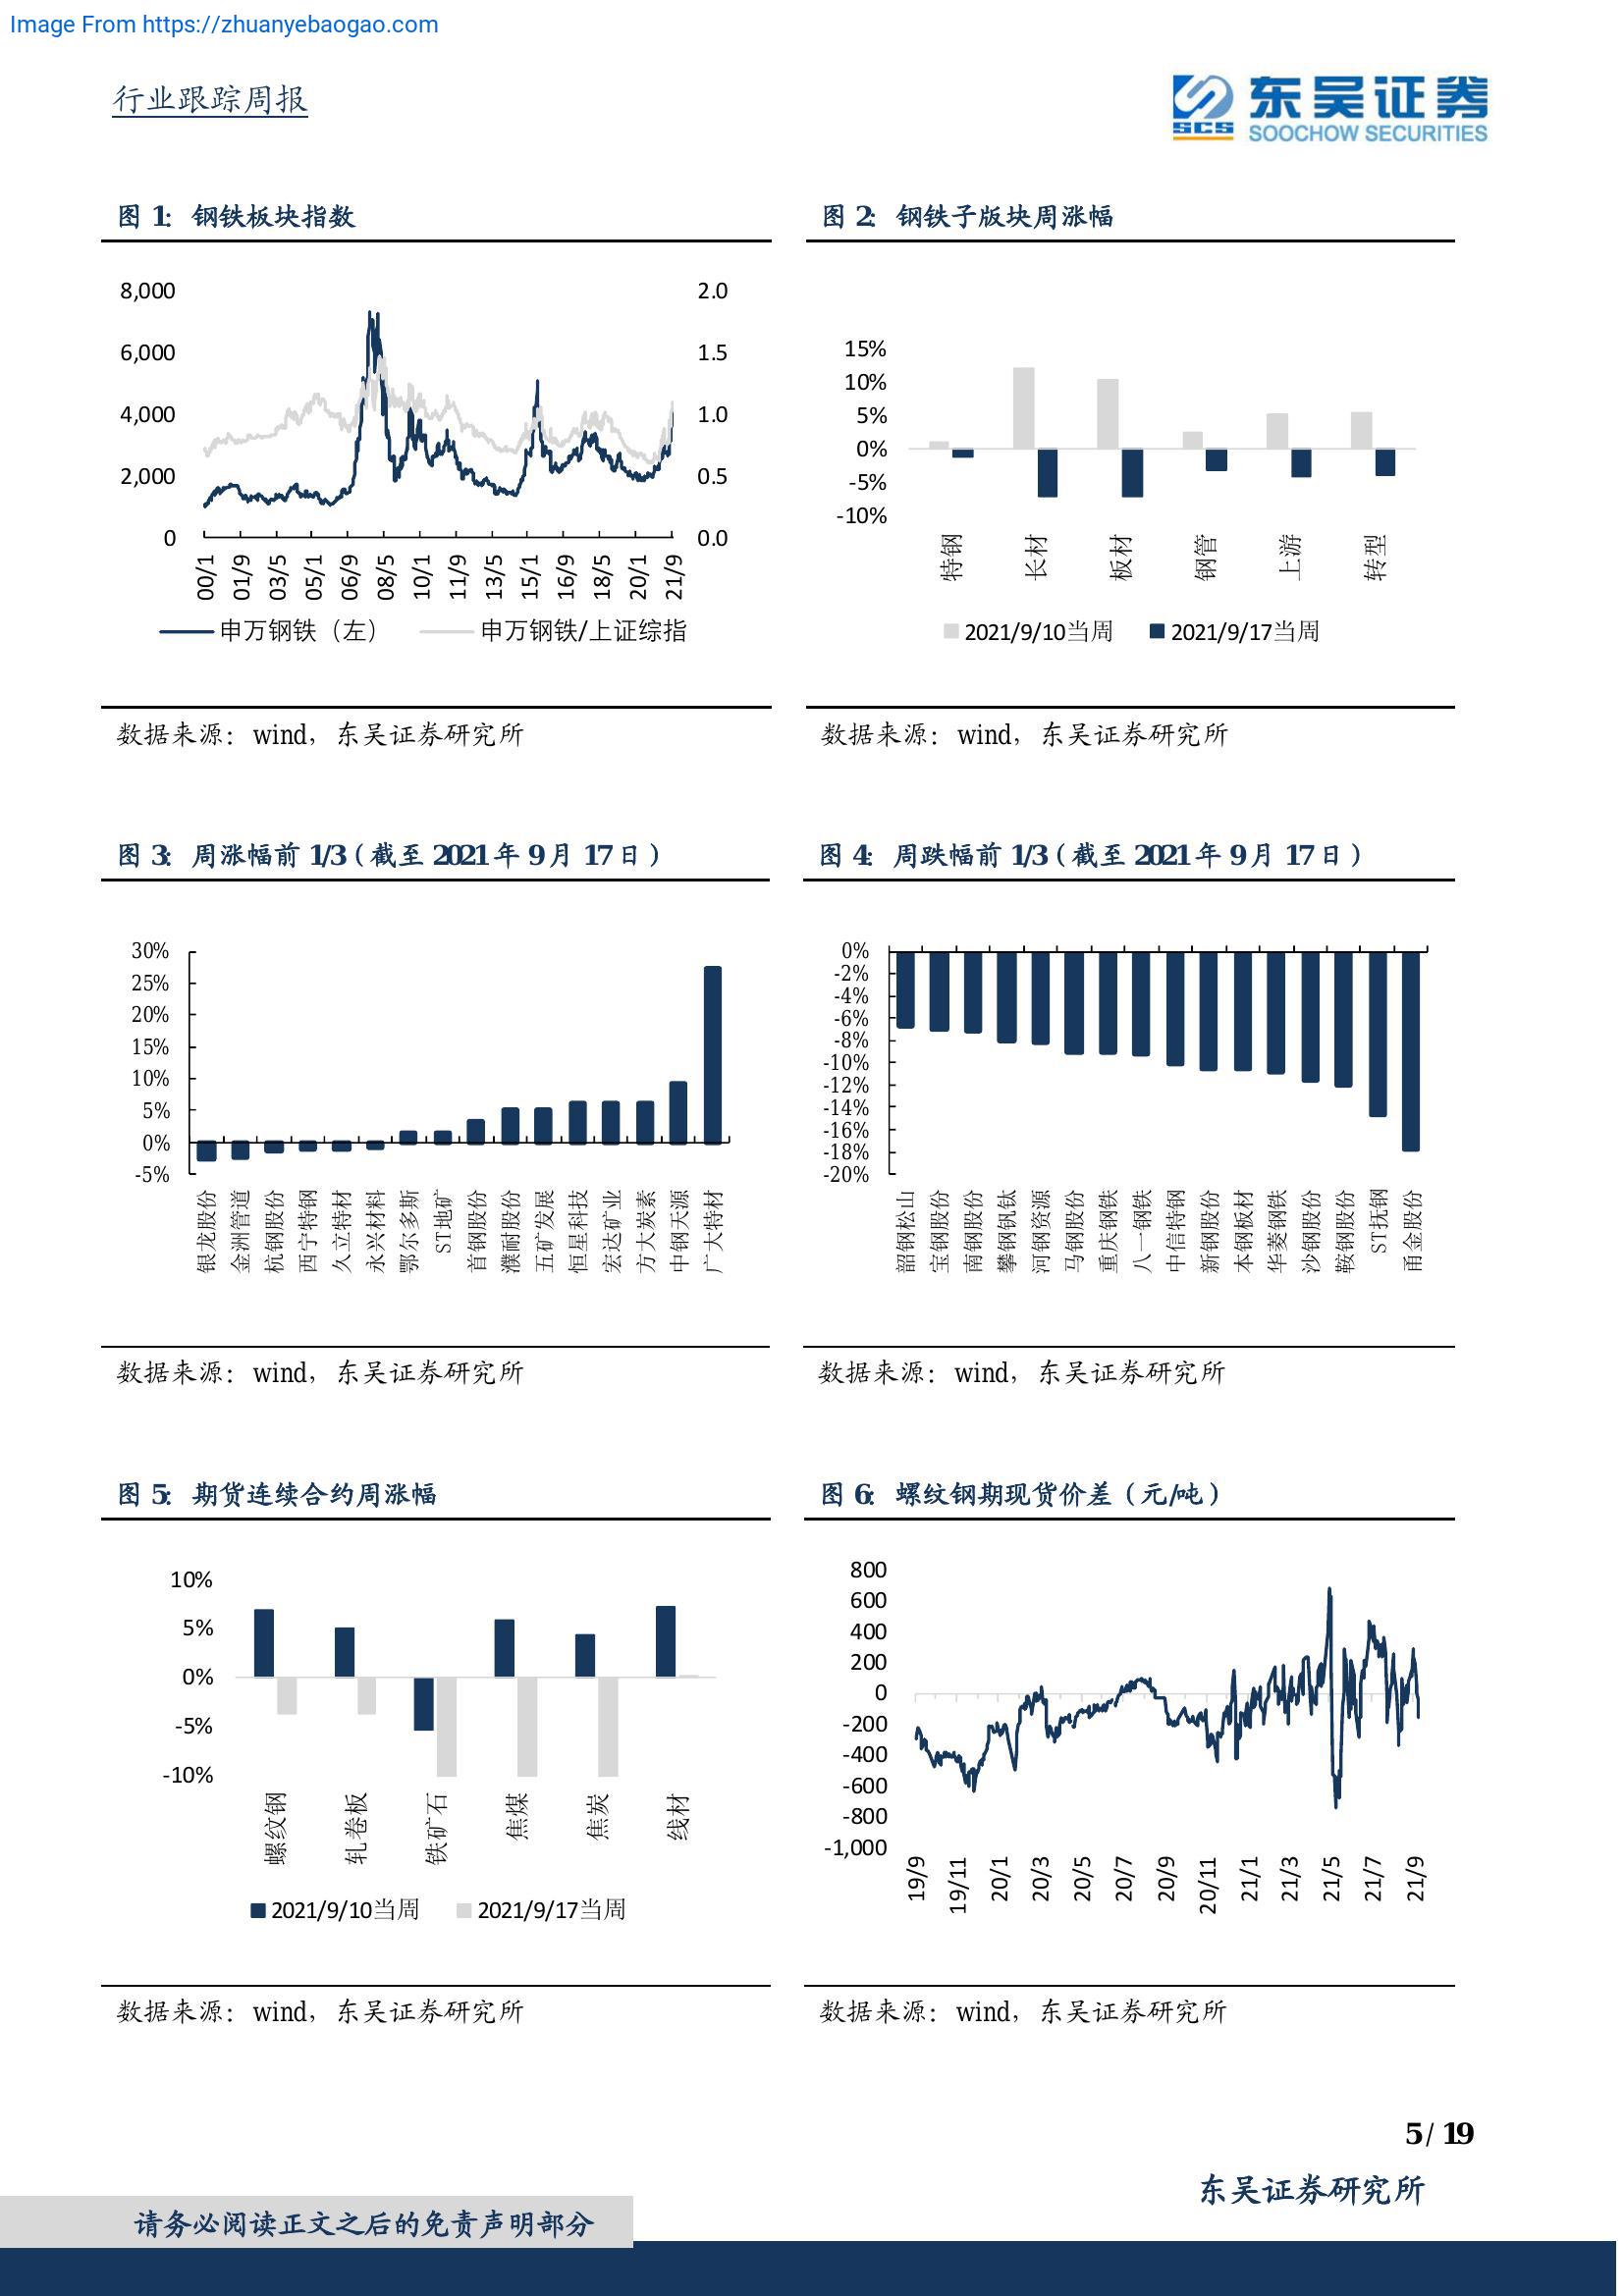 Image From https://zhuanyebaogao.com
行业跟踪周报
SCS
东吴证券
SOOCHOW SECURITIES
图 1: 钢铁板块指数
8,000
6,000
4,000
2,000
0
2.0
1.5
1.0
0.5
0.0
00/1
01/9
03/5
05/1
06/9
08/5
10/1
11/9
13/5
15/1
16/9
18/5
20/1
21/9
申万钢铁（左）
申万钢铁/上证综指
数据来源：wind，东吴证券研究所
图 2: 钢铁子版块周涨幅
15%
10%
5%
0%
-5%
-10%
特钢
长材
板材
钢管
上游
转型
2021/9/10当周
2021/9/17当周
数据来源：wind，东吴证券研究所
图 3: 周涨幅前 1/3（截至 2021 年 9 月 17 日）
30%
25%
20%
15%
10%
5%
0%
-5%
银龙股份
金洲管道
杭钢股份
西宁特钢
久立特材
永兴材料
鄂尔多斯
ST地矿
首钢股份
濮耐股份
五矿发展
恒星科技
宏达矿业
方大炭素
中钢天源
广大特材
数据来源：wind，东吴证券研究所
图 4: 周跌幅前 1/3（截至 2021 年 9 月 17 日）
0%
-2%
-4%
-6%
-8%
-10%
-12%
-14%
-16%
-18%
-20%
韶钢松山
宝钢股份
南钢股份
攀钢钒钛
河钢资源
马钢股份
重庆钢铁
八一钢铁
中信特钢
新钢股份
本钢板材
华菱钢铁
沙钢股份
鞍钢股份
ST抚钢
甬金股份
数据来源：wind，东吴证券研究所
图 5: 期货连续合约周涨幅
10%
5%
0%
-5%
-10%
螺纹钢
轧卷板
铁矿石
焦煤
焦炭
线材
2021/9/10当周
2021/9/17当周
数据来源：wind，东吴证券研究所
图 6: 螺纹钢期现货价差（元/吨）
800
600
400
200
0
-200
-400
-600
-800
-1,000
19/9
19/11
20/1
20/3
20/5
20/7
20/9
20/11
21/1
21/3
21/5
21/7
21/9
数据来源：wind，东吴证券研究所
5 / 19
东吴证券研究所
请务必阅读正文之后的免责声明部分